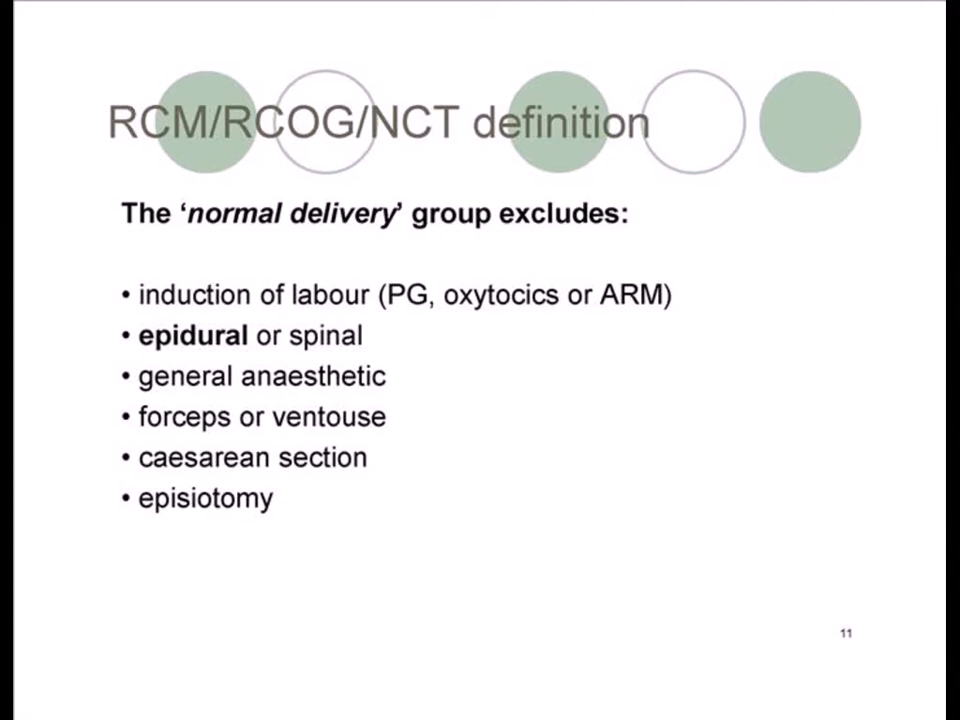 RCM/RCOG/NCT definition
The ‘normal delivery’ group excludes:
• induction of labour (PG, oxytocics or ARM)
• epidural or spinal
• general anaesthetic
• forceps or ventouse
• caesarean section
• episiotomy
11